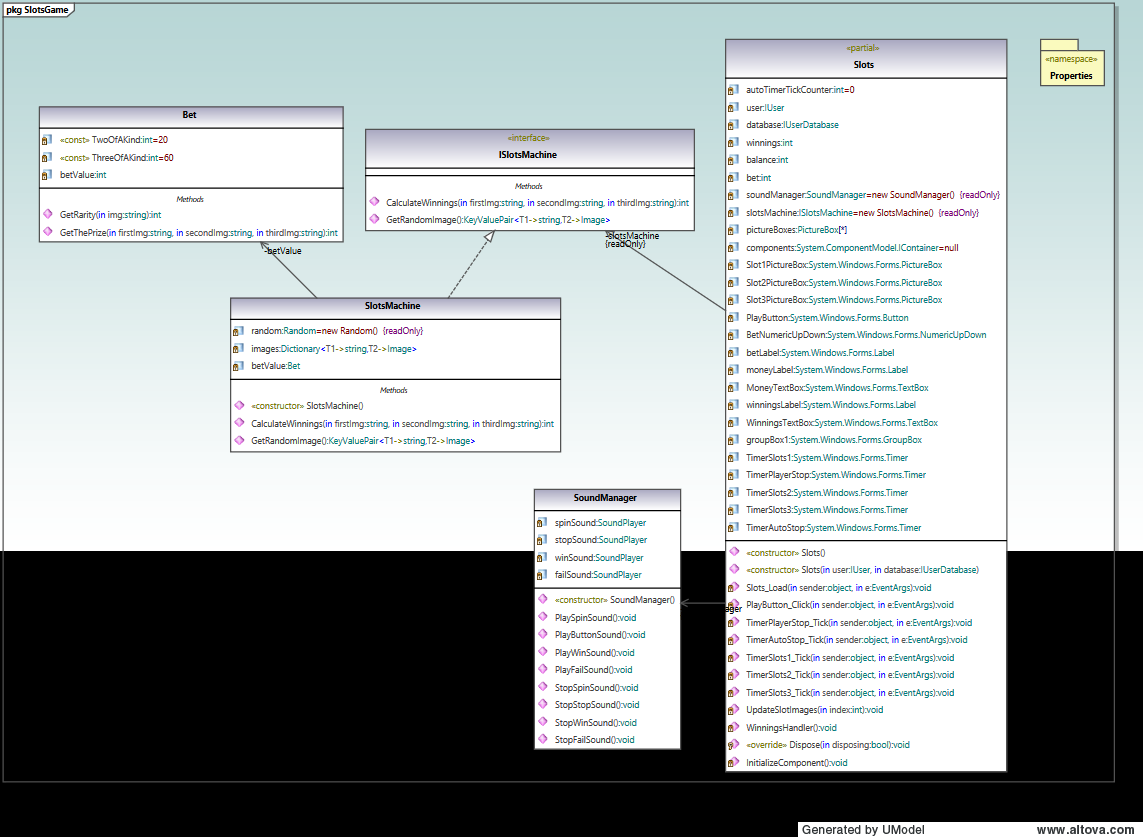 pkg SlotsGame
Bet
«const» TwoOfAKind:int=20
«const» ThreeOfAKind:int=60
betValue:int
Methods
GetRarity(in img:string):int
GetThePrize(in firstImg:string, in secondImg:string, in thirdImg:string):int
«interface»
ISlotsMachine
Methods
CalculateWinnings(in firstImg:string, in secondImg:string, in thirdImg:string):int
GetRandomImage():KeyValuePair<T1->string,T2->Image>
-betValue
-slotsMachine
{readOnly}
SlotsMachine
random:Random=new Random() {readOnly}
images:Dictionary<T1->string,T2->Image>
betValue:Bet
Methods
«constructor» SlotsMachine()
CalculateWinnings(in firstImg:string, in secondImg:string, in thirdImg:string):int
GetRandomImage():KeyValuePair<T1->string,T2->Image>
SoundManager
spinSound:SoundPlayer
stopSound:SoundPlayer
winSound:SoundPlayer
failSound:SoundPlayer
«constructor» SoundManager()
PlaySpinSound():void
PlayButtonSound():void
PlayWinSound():void
PlayFailSound():void
StopSpinSound():void
StopStopSound():void
StopWinSound():void
StopFailSound():void
«partial»
Slots
autoTimerTickCounter:int=0
user:IUser
database:IUserDatabase
winnings:int
balance:int
bet:int
soundManager:SoundManager=new SoundManager() {readOnly}
slotsMachine:ISlotsMachine=new SlotsMachine() {readOnly}
pictureBoxes:PictureBox[*]
components:System.ComponentModel.IContainer=null
Slot1PictureBox:System.Windows.Forms.PictureBox
Slot2PictureBox:System.Windows.Forms.PictureBox
Slot3PictureBox:System.Windows.Forms.PictureBox
PlayButton:System.Windows.Forms.Button
BetNumericUpDown:System.Windows.Forms.NumericUpDown
betLabel:System.Windows.Forms.Label
moneyLabel:System.Windows.Forms.Label
MoneyTextBox:System.Windows.Forms.TextBox
winningsLabel:System.Windows.Forms.Label
WinningsTextBox:System.Windows.Forms.TextBox
groupBox1:System.Windows.Forms.GroupBox
TimerSlots1:System.Windows.Forms.Timer
TimerPlayerStop:System.Windows.Forms.Timer
TimerSlots2:System.Windows.Forms.Timer
TimerSlots3:System.Windows.Forms.Timer
TimerAutoStop:System.Windows.Forms.Timer
«constructor» Slots()
«constructor» Slots(in user:IUser, in database:IUserDatabase)
Slots_Load(in sender:object, in e:EventArgs):void
PlayButton_Click(in sender:object, in e:EventArgs):void
ager
TimerPlayerStop_Tick(in sender:object, in e:EventArgs):void
TimerAutoStop_Tick(in sender:object, in e:EventArgs):void
TimerSlots1_Tick(in sender:object, in e:EventArgs):void
TimerSlots2_Tick(in sender:object, in e:EventArgs):void
TimerSlots3_Tick(in sender:object, in e:EventArgs):void
UpdateSlotImages(in index:int):void
WinningsHandler():void
«override» Dispose(in disposing:bool):void
InitializeComponent():void
«namespace»
Properties
Generated by UModel
www.altova.com